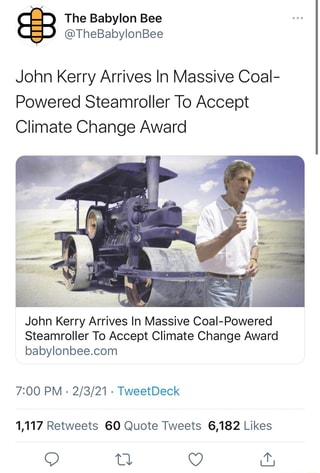 The Babylon Bee
@TheBabylonBee
John Kerry Arrives In Massive Coal-
Powered Steamroller To Accept
Climate Change Award
John Kerry Arrives In Massive Coal-Powered
Steamroller To Accept Climate Change Award
babylonbee.com
7:00 PM · 2/3/21 · TweetDeck
1,117 Retweets 60 Quote Tweets 6,182 Likes